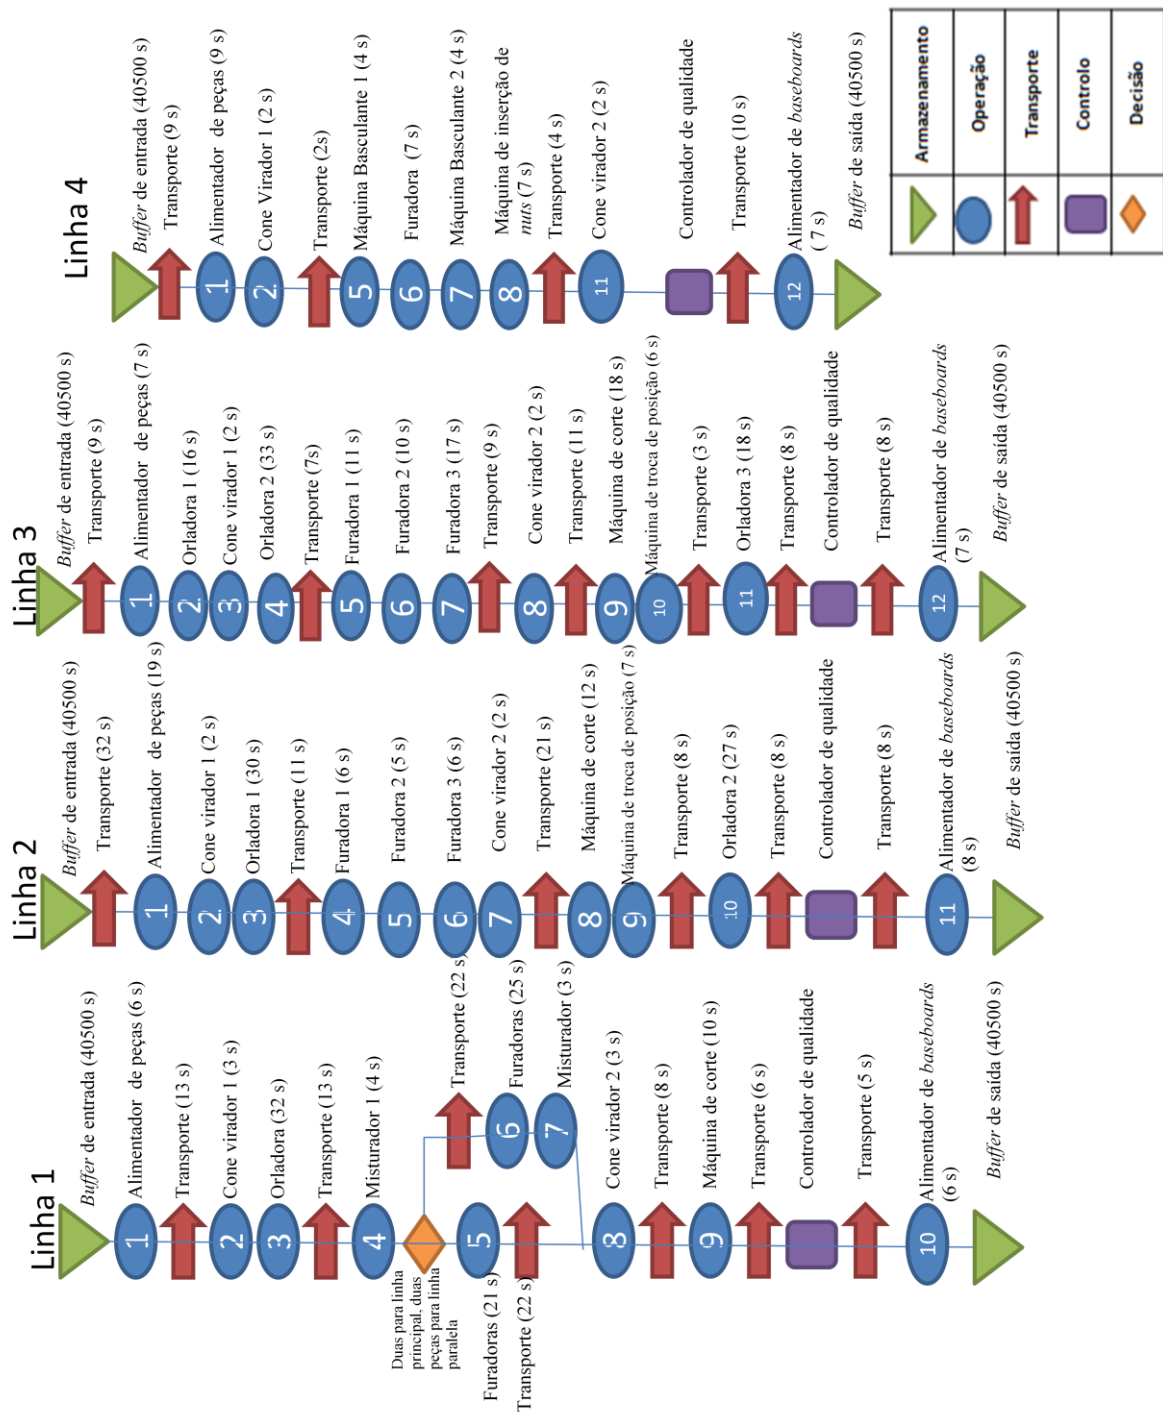 Linha 1
Buffer de entrada (40500 s)
1
Alimentador de peças (6 s)
Transporte (13 s)
2
Cone virador 1 (3 s)
3
Orladora (32 s)
Transporte (13 s)
4
Misturador 1 (4 s)
Duas para linha
principal, duas
peças para linha
paralela
5
Furadoras (21 s)
Transporte (22 s)
Transporte (22 s)
6
Furadoras (25 s)
7
Misturador (3 s)
8
Cone virador 2 (3 s)
Transporte (8 s)
9
Máquina de corte (10 s)
Transporte (6 s)
Controlador de qualidade
Transporte (5 s)
10
Alimentador de baseboards
(6 s)
Buffer de saída (40500 s)
Linha 2
Buffer de entrada (40500 s)
Transporte (32 s)
1
Alimentador de peças (19 s)
2
Cone virador 1 (2 s)
3
Orladora 1 (30 s)
Transporte (11 s)
4
Furadora 1 (6 s)
5
Furadora 2 (5 s)
6
Furadora 3 (6 s)
7
Cone virador 2 (2 s)
Transporte (21 s)
8
Máquina de corte (12 s)
9
Máquina de troca de posição (7 s)
Transporte (8 s)
10
Orladora 2 (27 s)
Transporte (8 s)
Controlador de qualidade
Transporte (8 s)
11
Alimentador de baseboards
(8 s)
Buffer de saída (40500 s)
Linha 3
Buffer de entrada (40500 s)
Transporte (9 s)
1
Alimentador de peças (7 s)
2
Orladora 1 (16 s)
3
Cone virador 1 (2 s)
4
Orladora 2 (33 s)
Transporte (7s)
5
Furadora 1 (11 s)
6
Furadora 2 (10 s)
7
Furadora 3 (17 s)
Transporte (9 s)
8
Cone virador 2 (2 s)
Transporte (11 s)
9
Máquina de corte (18 s)
10
Máquina de troca de posição (6 s)
Transporte (3 s)
11
Orladora 3 (18 s)
Transporte (8 s)
Controlador de qualidade
Transporte (8 s)
12
Alimentador de baseboards
(7 s)
Buffer de saída (40500 s)
Linha 4
Buffer de entrada (40500 s)
Transporte (9 s)
1
Alimentador de peças (9 s)
2
Cone Virador 1 (2 s)
Transporte (2s)
5
Máquina Basculante 1 (4 s)
6
Furadora (7 s)
7
Máquina Basculante 2 (4 s)
8
Máquina de inserção de
nuts (7 s)
Transporte (4 s)
11
Cone virador 2 (2 s)
Controlador de qualidade
Transporte (10 s)
12
Alimentador de baseboards
( 7 s)
Buffer de saída (40500 s)
Armazenamento
Operação
Transporte
Controlo
Decisão